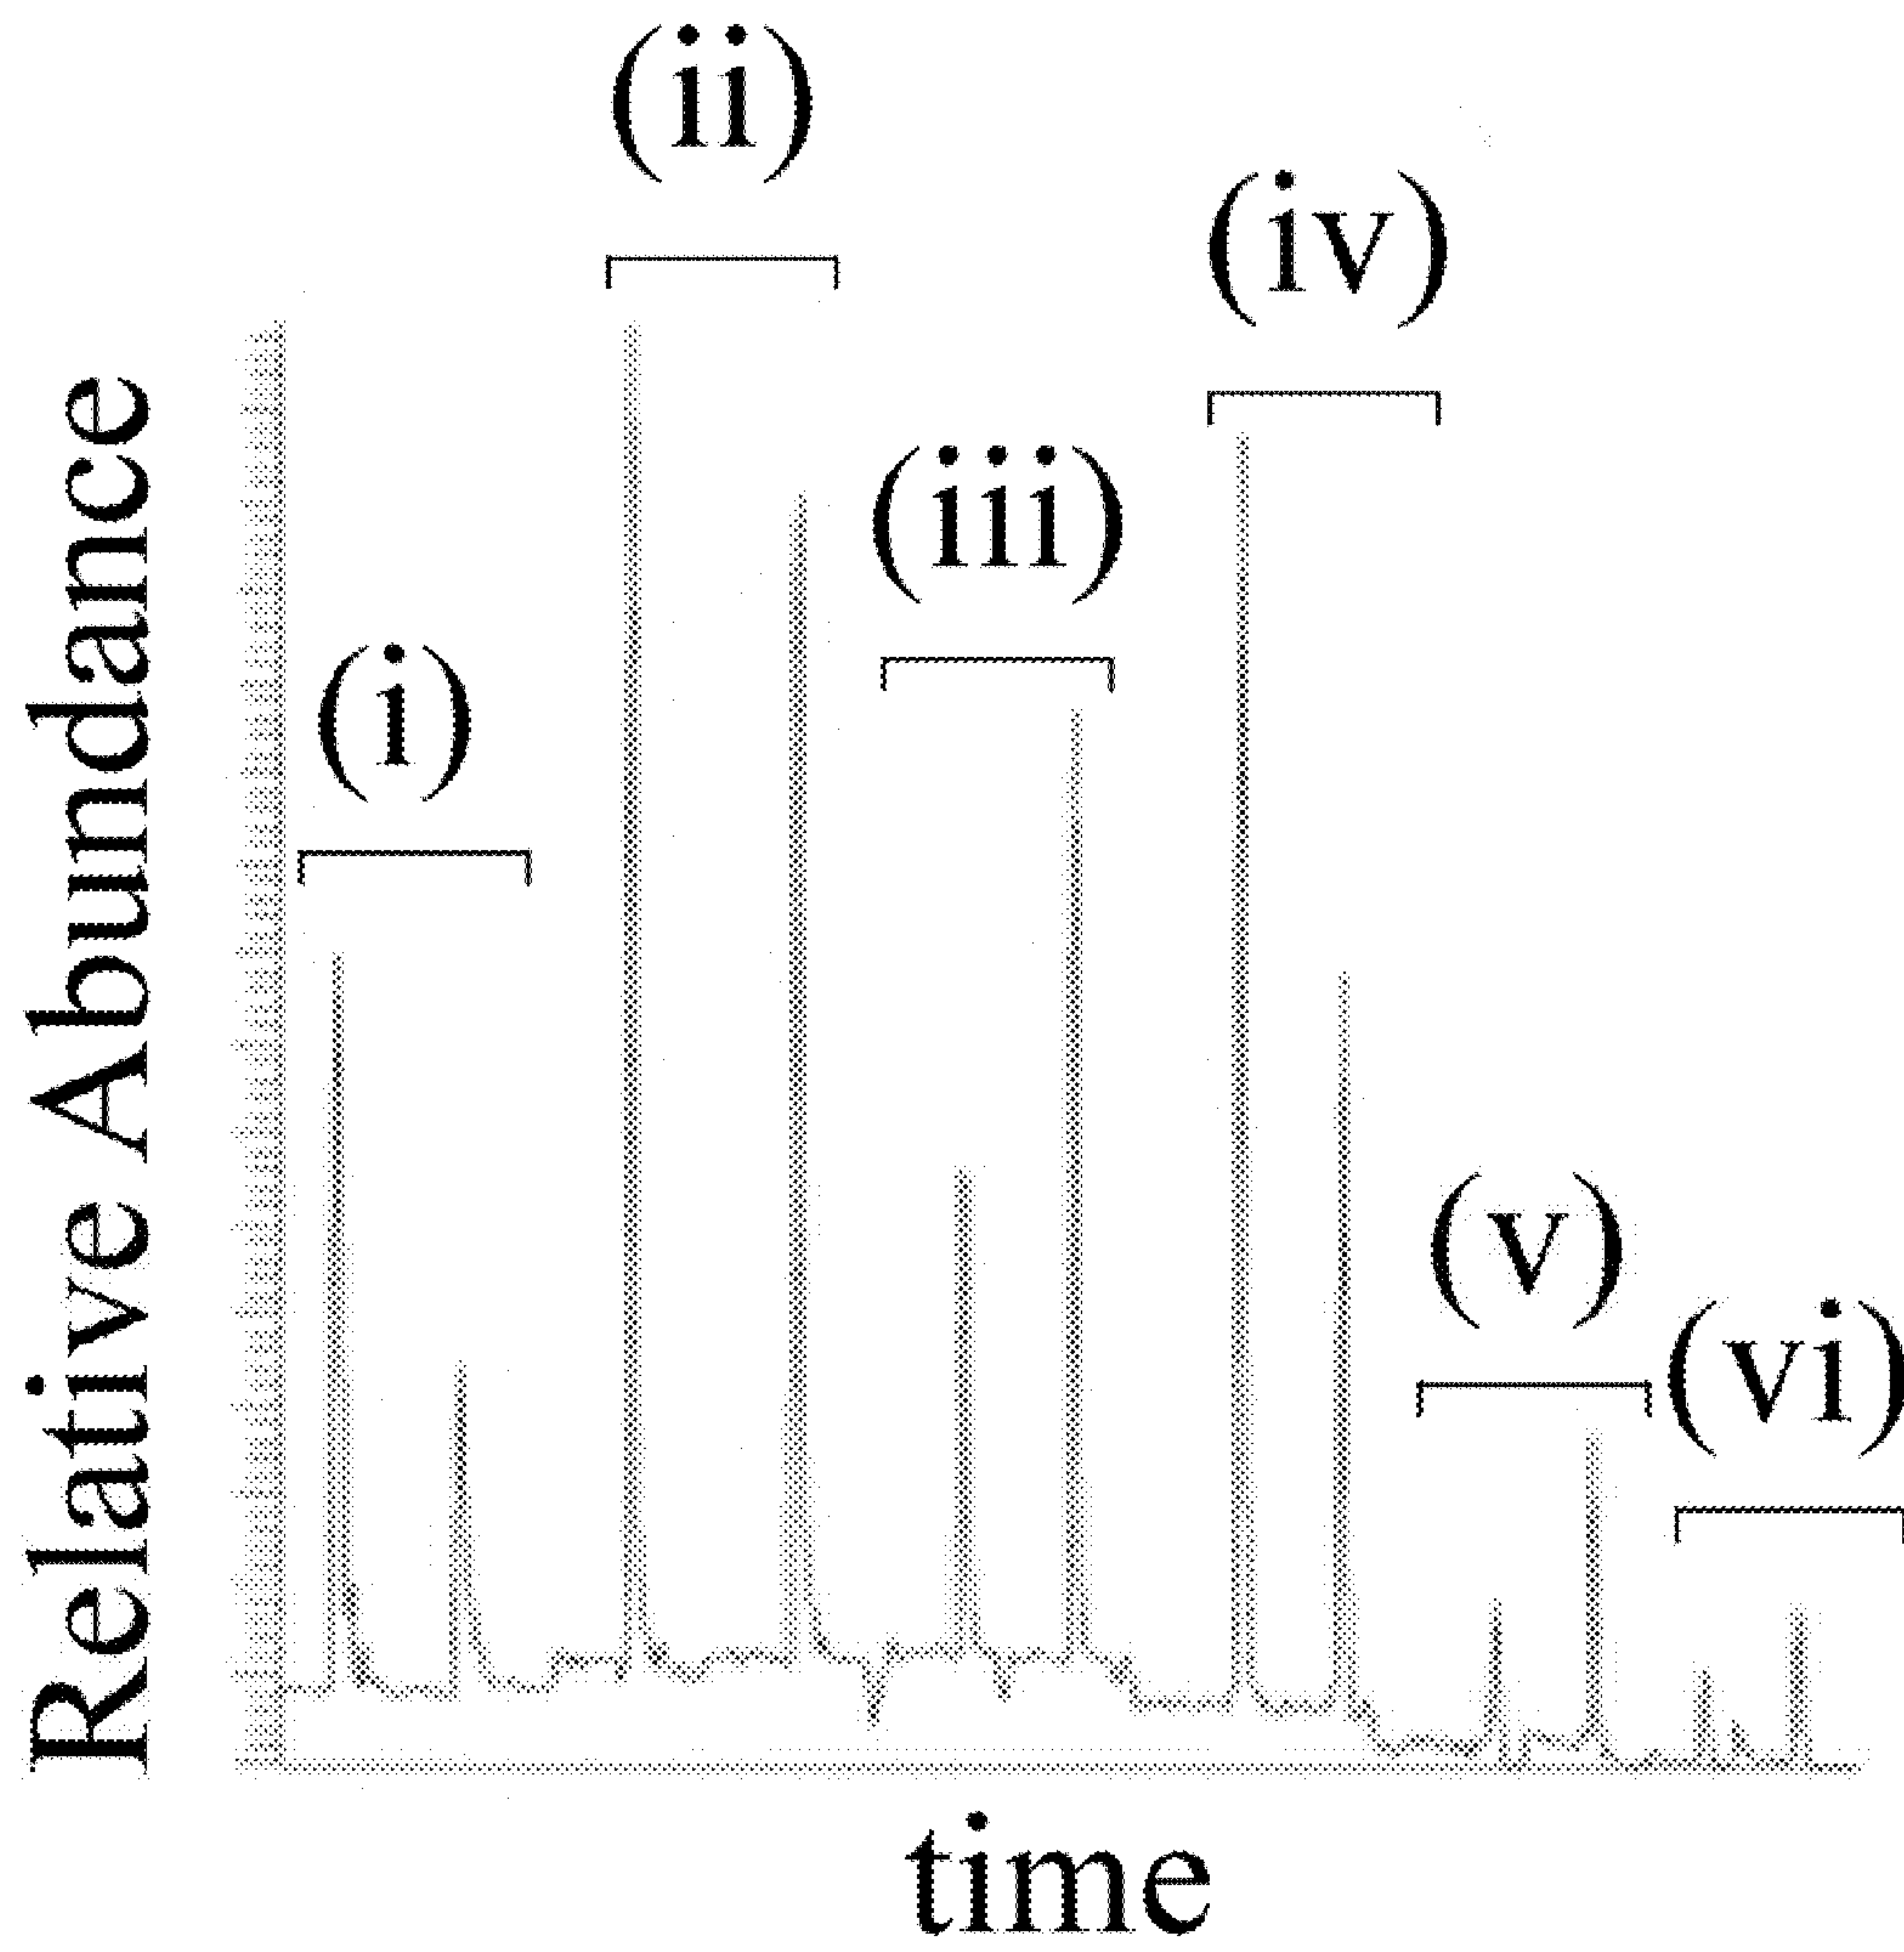 (ii)
(iv)
(iii)
(i)
(v)
(vi)
Relative Abundance
time